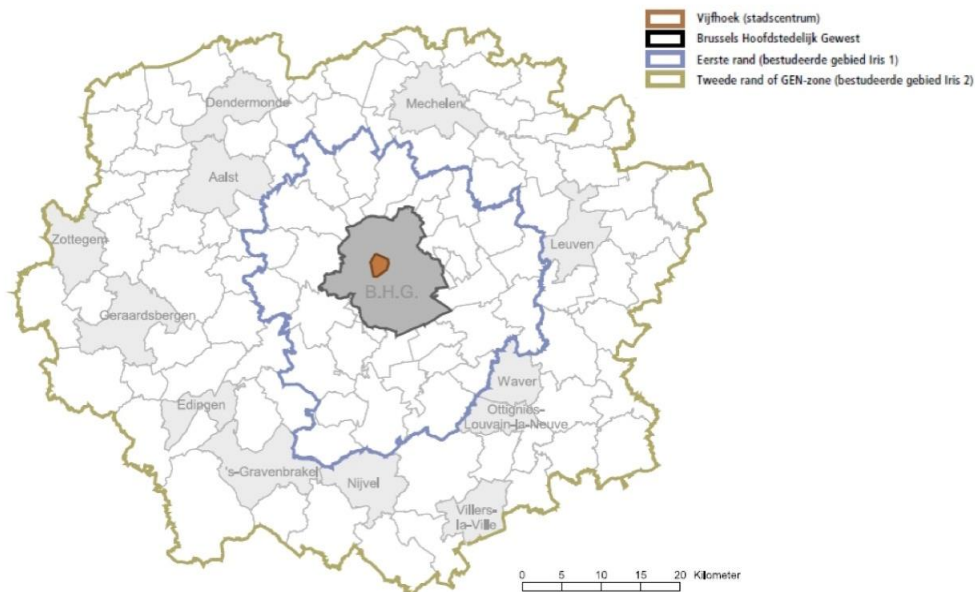 Vijfhoek (stadscentrum)
Brussels Hoofdstedelijk Gewest
Eerste rand (bestudeerde gebied Iris 1)
Tweede rand of GEN-zone (bestudeerde gebied Iris 2)
Dendermonde
Mechelen
Aalst
Zottegem
Leuven
B.H.G.
Geraardsbergen
Waver
Edingen
Ottignies-
Louvain-la-Neuve
's-Gravenbrakel
Nijvel
Villers-
la-Ville
0 5 10 15 20 Kilometer